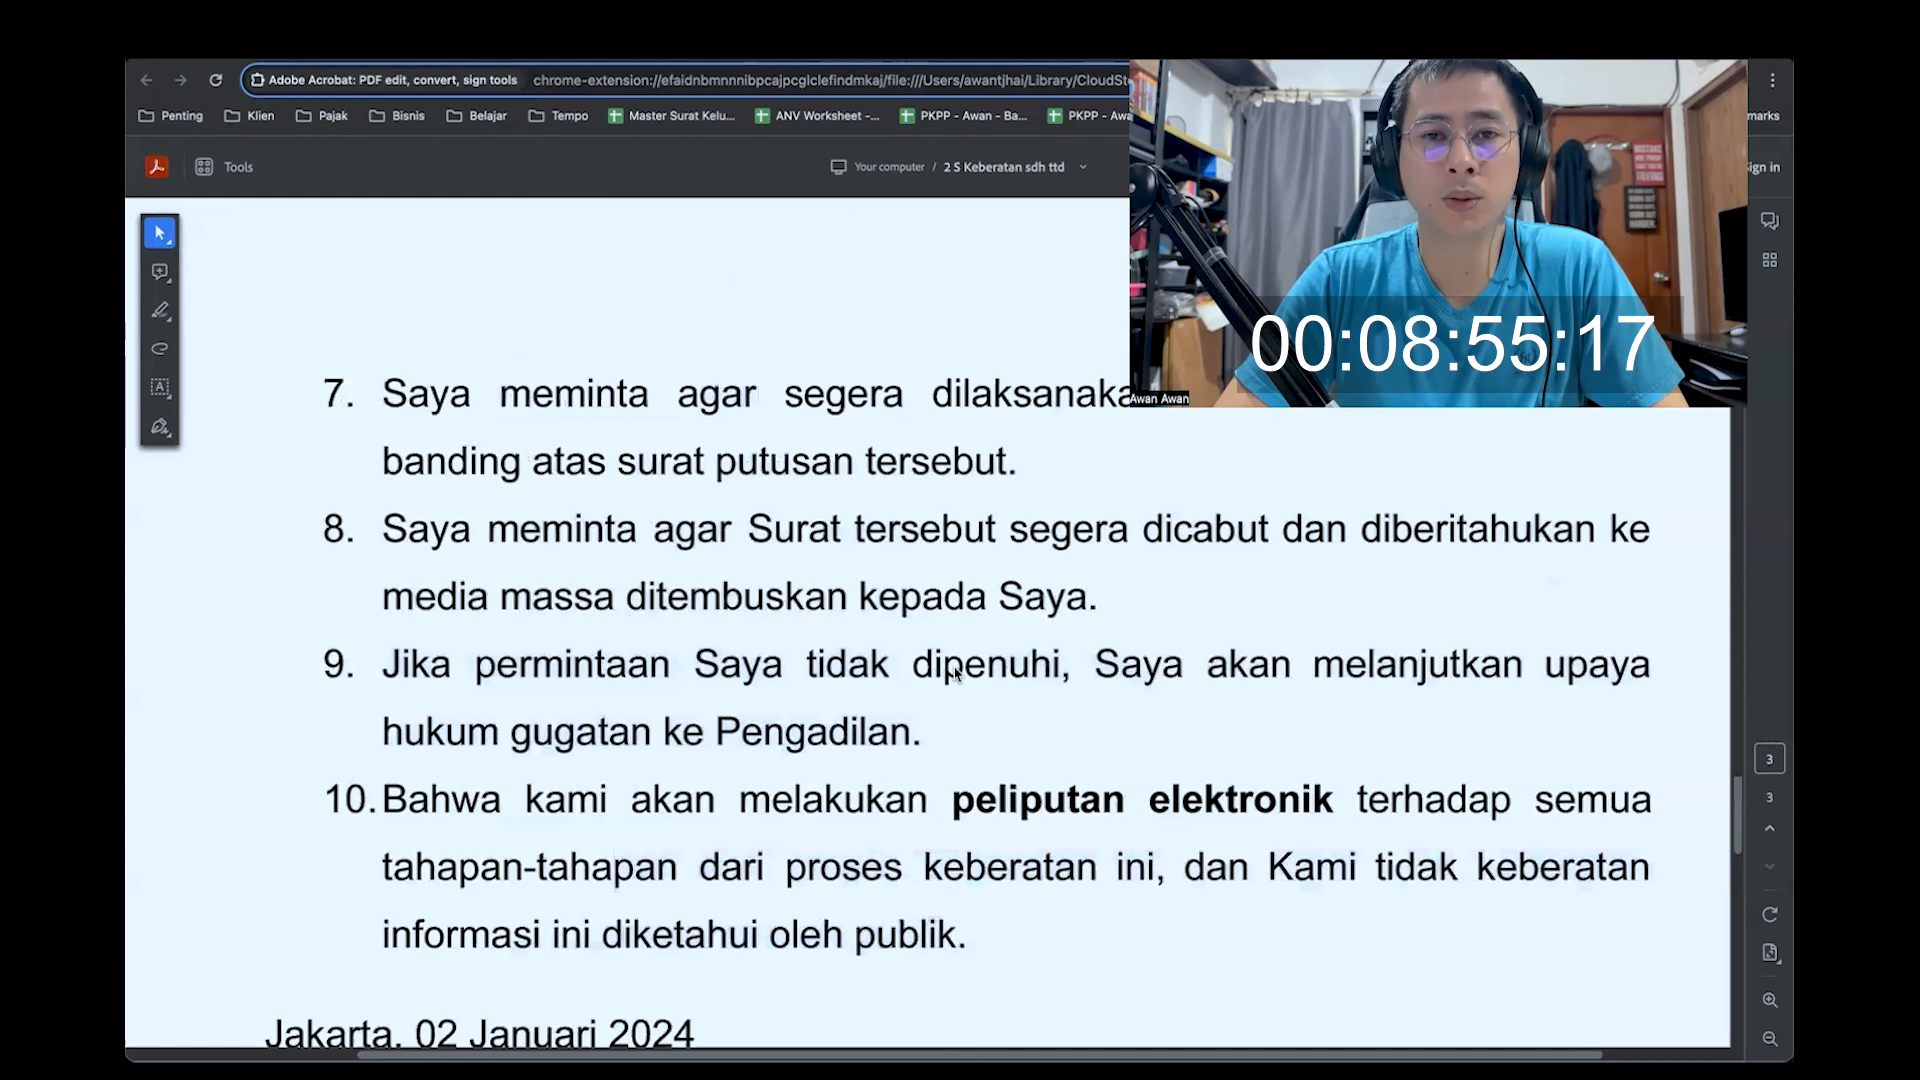 Adobe Acrobat: PDF edit, convert, sign tools chrome-extension://efaidnbmnnnibpcajpcglclefindmkaj/file:///Users/awantjhai/Library/CloudSt
Penting Klien Pajak Bisnis Belajar Tempo Master Surat Kelu... ANV Worksheet -... PKPP - Awan - Ba... PKPP - Awa
marks
Tools Your computer / 2 S Keberatan sdh ttd
ign in
00:08:55:17
Awan Awan
7. Saya meminta agar segera dilaksanaka
banding atas surat putusan tersebut.
8. Saya meminta agar Surat tersebut segera dicabut dan diberitahukan ke
media massa ditembuskan kepada Saya.
9. Jika permintaan Saya tidak dipenuhi, Saya akan melanjutkan upaya
hukum gugatan ke Pengadilan.
10. Bahwa kami akan melakukan peliputan elektronik terhadap semua
tahapan-tahapan dari proses keberatan ini, dan Kami tidak keberatan
informasi ini diketahui oleh publik.
Jakarta, 02 Januari 2024
3
3